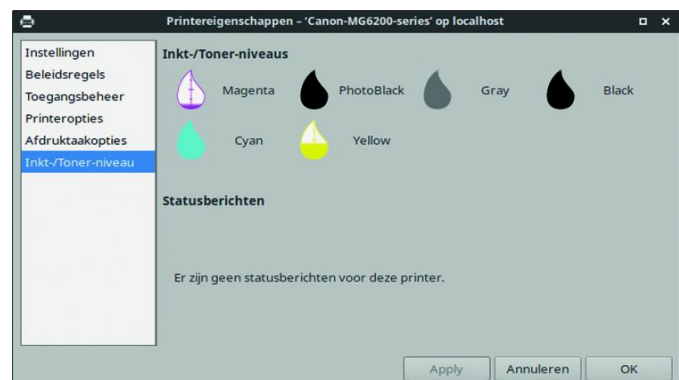 Printereigenschappen – ‘Canon-MG6200-series’ op localhost
Instellingen
Beleidsregels
Toegangsbeheer
Printeropties
Afdruktaakopties
Inkt-/Toner-niveau
Inkt-/Toner-niveaus
Magenta
PhotoBlack
Gray
Black
Cyan
Yellow
Statusberichten
Er zijn geen statusberichten voor deze printer.
Apply
Annuleren
OK